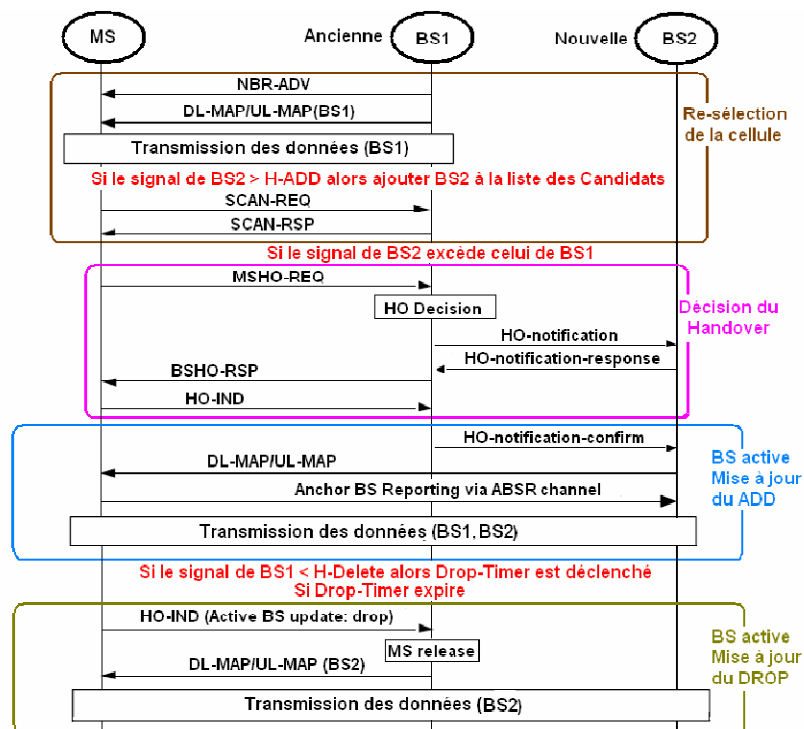 MS
Ancienne
BS1
Nouvelle
BS2
NBR-ADV
DL-MAP/UL-MAP(BS1)
Transmission des données (BS1)
Re-sélection
de la cellule
Si le signal de BS2 > H-ADD alors ajouter BS2 à la liste des Candidats
SCAN-REQ
SCAN-RSP
Si le signal de BS2 excède celui de BS1
MSHO-REQ
HO Decision
Décision du
Handover
HO-notification
HO-notification-response
BSHO-RSP
HO-IND
HO-notification-confirm
DL-MAP/UL-MAP
BS active
Mise à jour
du ADD
Anchor BS Reporting via ABSR channel
Transmission des données (BS1, BS2)
Si le signal de BS1 < H-Delete alors Drop-Timer est déclenché
Si Drop-Timer expire
HO-IND (Active BS update: drop)
MS release
BS active
Mise à jour
du DROP
DL-MAP/UL-MAP (BS2)
Transmission des données (BS2)